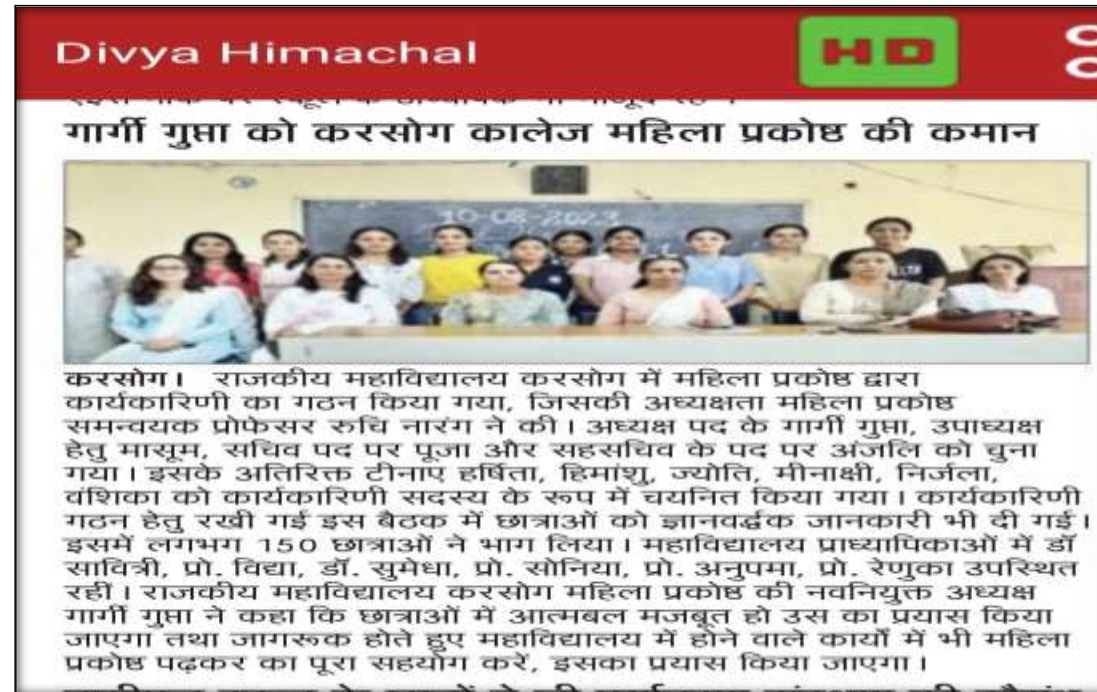 Divya Himachal
HD
गार्गी गुप्ता को करसोग कालेज महिला प्रकोष्ठ की कमान
10-08-2023
करसोग। राजकीय महाविद्यालय करसोग में महिला प्रकोष्ठ द्वारा
कार्यकारिणी का गठन किया गया, जिसकी अध्यक्षता महिला प्रकोष्ठ
समन्वयक प्रोफेसर रुचि नारंग ने की। अध्यक्ष पद के गार्गी गुप्ता, उपाध्यक्ष
हेतु मासूम, सचिव पद पर पूजा और सहसचिव के पद पर अंजलि को चुना
गया। इसके अतिरिक्त टीनाए हर्षिता, हिमांशु, ज्योति, मीनाक्षी, निर्जला,
वंशिका को कार्यकारिणी सदस्य के रूप में चयनित किया गया। कार्यकारिणी
गठन हेतु रखी गई इस बैठक में छात्राओं को ज्ञानवर्द्धक जानकारी भी दी गई।
इसमें लगभग 150 छात्राओं ने भाग लिया। महाविद्यालय प्राध्यापिकाओं में डॉ
सावित्री, प्रो. विद्या, डॉ. सुमेधा, प्रो. सोनिया, प्रो. अनुपमा, प्रो. रेणुका उपस्थित
रहीं। राजकीय महाविद्यालय करसोग महिला प्रकोष्ठ की नवनियुक्त अध्यक्ष
गार्गी गुप्ता ने कहा कि छात्राओं में आत्मबल मजबूत हो उस का प्रयास किया
जाएगा तथा जागरूक होते हुए महाविद्यालय में होने वाले कार्यों में भी महिला
प्रकोष्ठ पढ़कर का पूरा सहयोग करें, इसका प्रयास किया जाएगा।